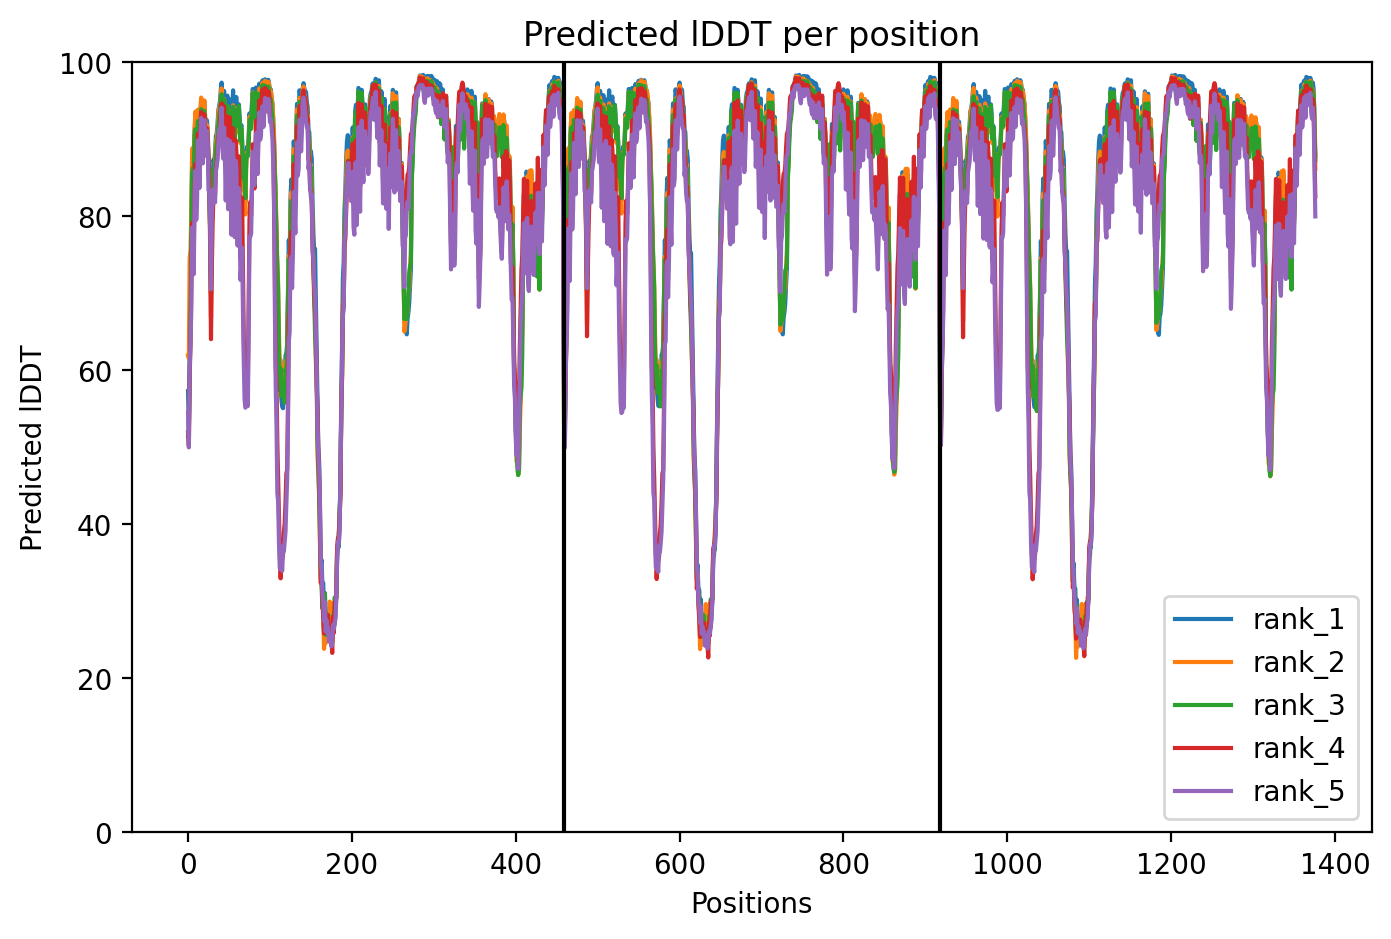 Predicted lDDT per position
Predicted lDDT
100
80
60
40
20
0
0 200 400 600 800 1000 1200 1400
Positions
rank_1
rank_2
rank_3
rank_4
rank_5